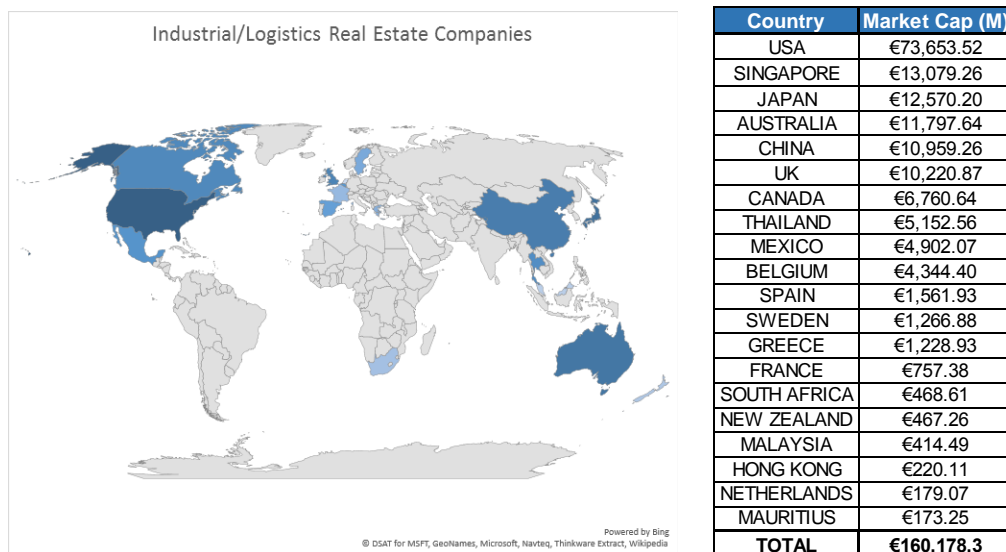 Industrial/Logistics Real Estate Companies
Powered by Bing
© DSAT for MSFT, GeoNames, Microsoft, Navteq, Thinkware Extract, Wikipedia
Country Market Cap (M)
USA €73,653.52
SINGAPORE €13,079.26
JAPAN €12,570.20
AUSTRALIA €11,797.64
CHINA €10,959.26
UK €10,220.87
CANADA €6,760.64
THAILAND €5,152.56
MEXICO €4,902.07
BELGIUM €4,344.40
SPAIN €1,561.93
SWEDEN €1,266.88
GREECE €1,228.93
FRANCE €757.38
SOUTH AFRICA €468.61
NEW ZEALAND €467.26
MALAYSIA €414.49
HONG KONG €220.11
NETHERLANDS €179.07
MAURITIUS €173.25
TOTAL €160.178.3